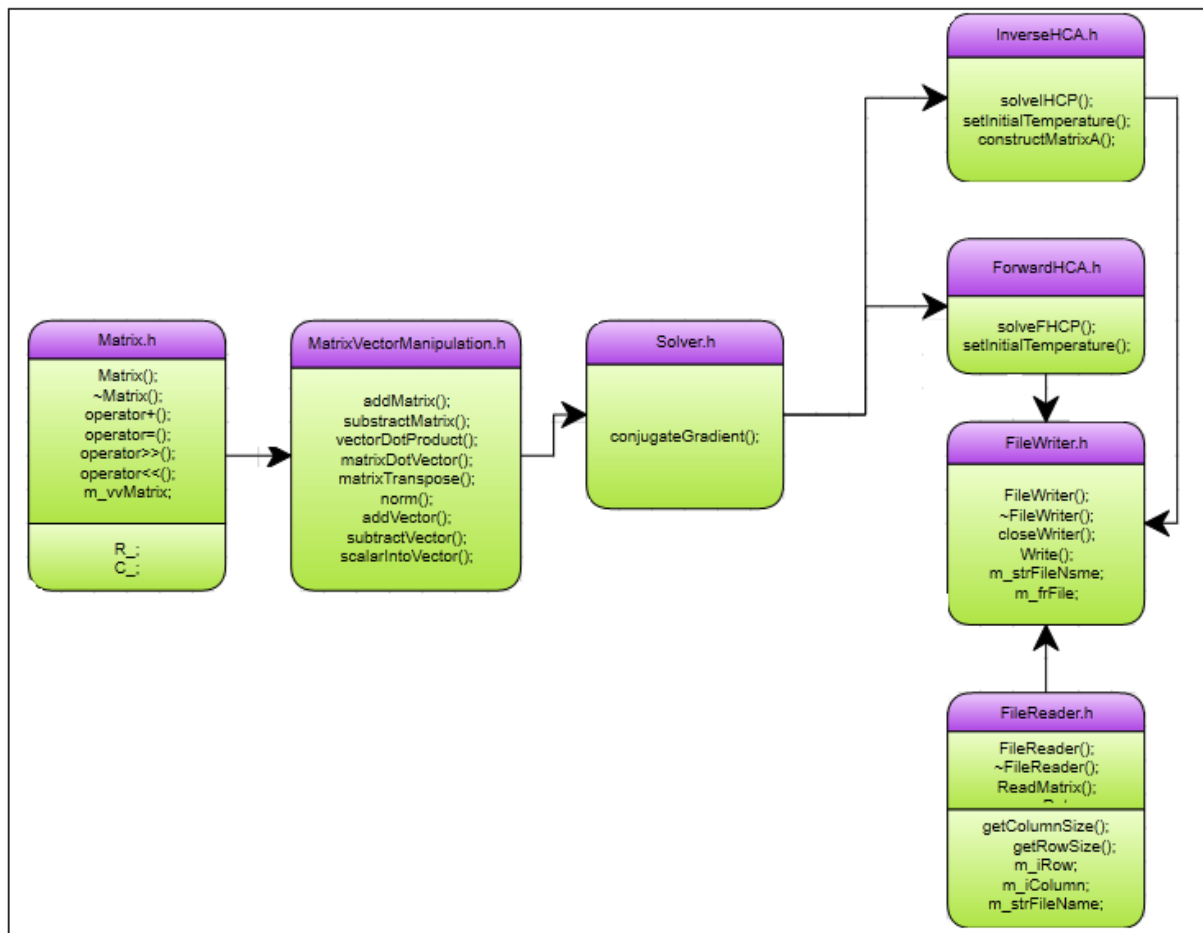 InverseHCA.h
solveIHCP();
setInitialTemperature();
constructMatrixA();
ForwardHCA.h
solveFHCP();
setInitialTemperature();
Matrix.h
Matrix();
~Matrix();
operator+();
operator=();
operator>>();
operator<<();
m_vvMatrix;
R_;
C_;
MatrixVectorManipulation.h
addMatrix();
substractMatrix();
vectorDotProduct();
matrixDotVector();
matrixTranspose();
norm();
addVector();
subtractVector();
scalarIntoVector();
Solver.h
conjugateGradient();
FileWriter.h
FileWriter();
~FileWriter();
closeWriter();
Write();
m_strFileNsme;
m_frFile;
FileReader.h
FileReader();
~FileReader();
ReadMatrix();
getColumnSize();
getRowSize();
m_iRow;
m_iColumn;
m_strFileName;